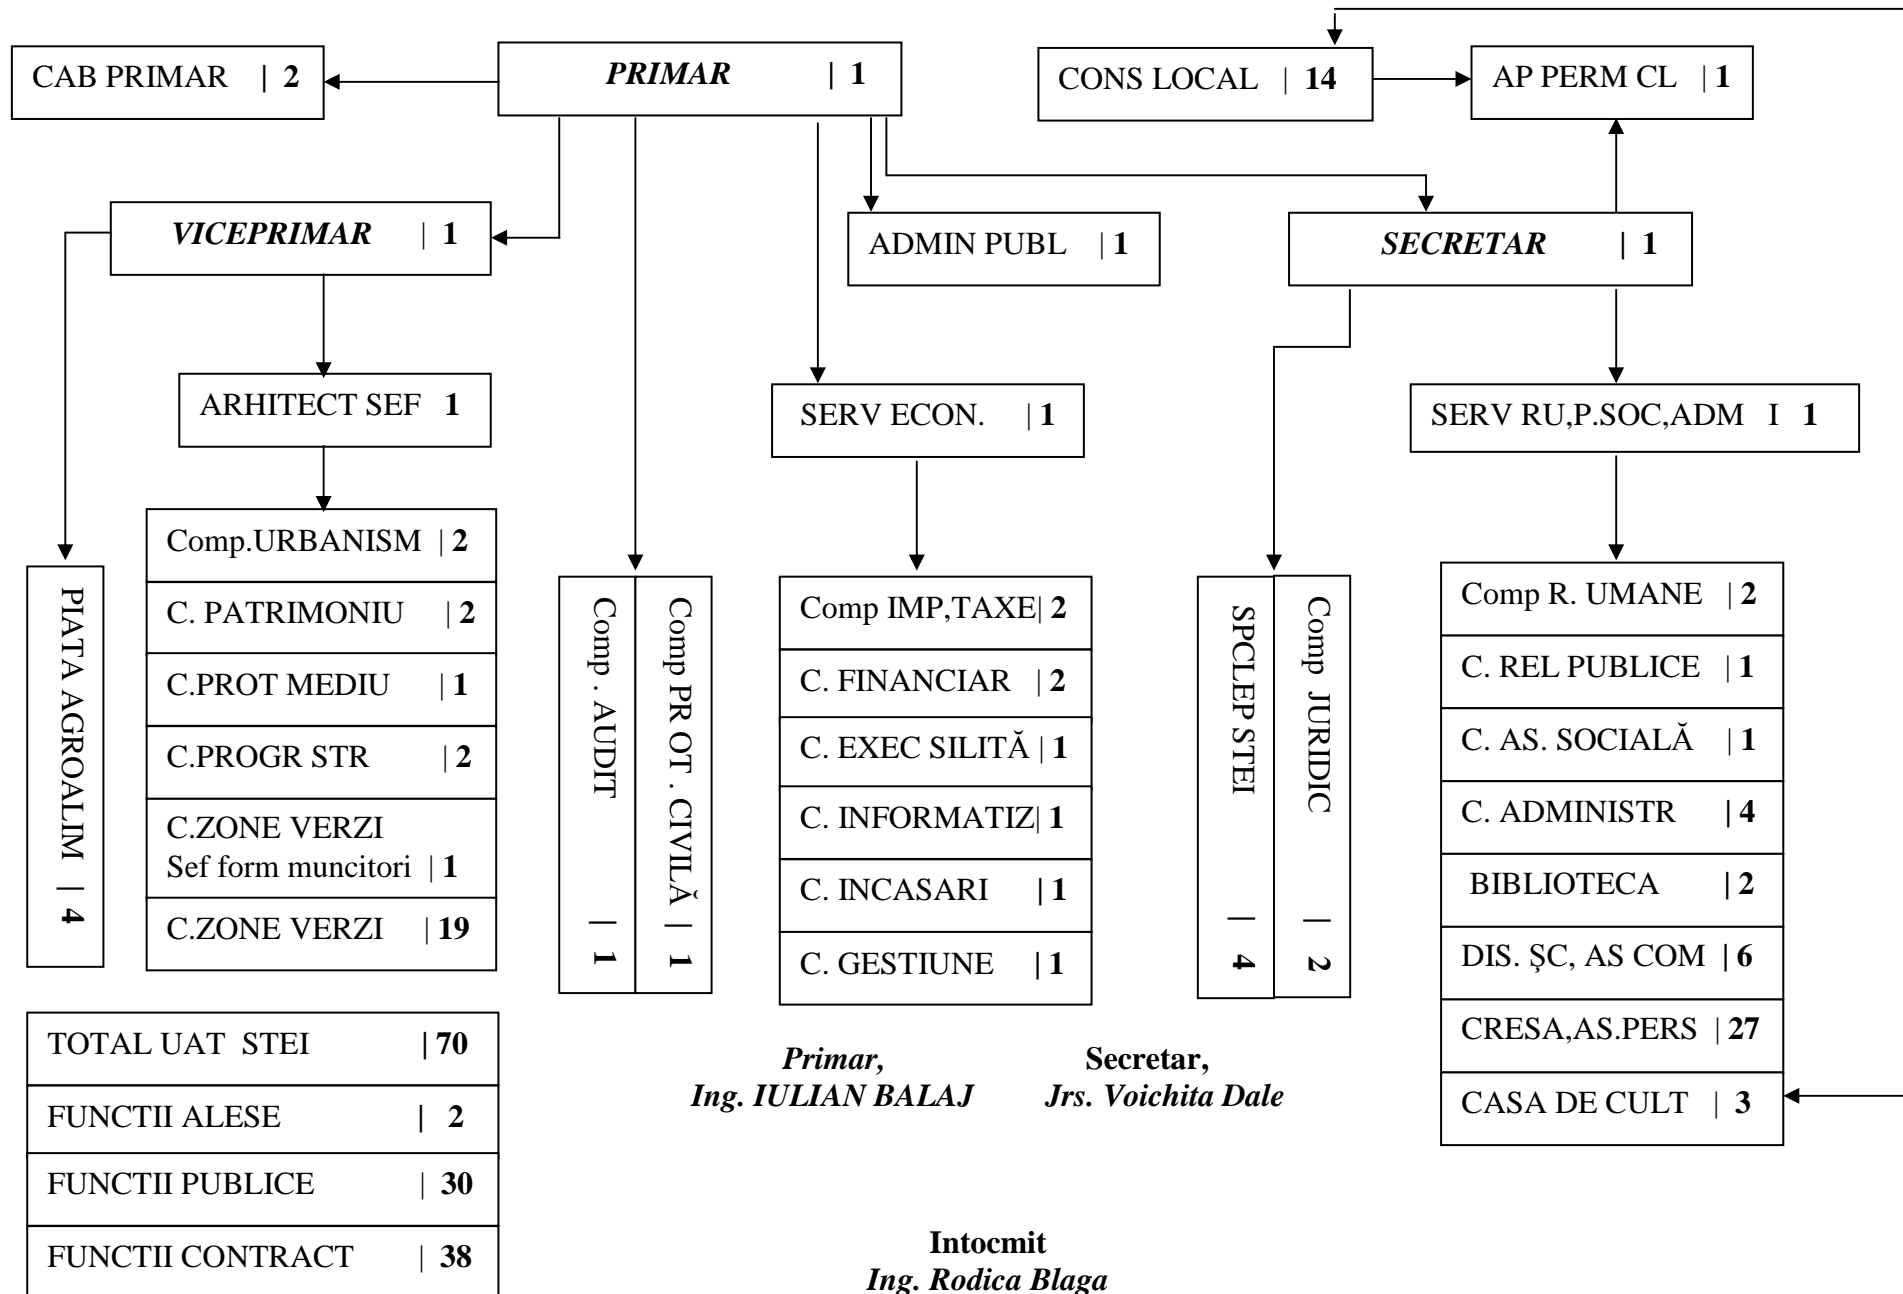 CAB PRIMAR | 2
PRIMAR | 1
CONS LOCAL | 14
AP PERM CL | 1
VICEPRIMAR | 1
ADMIN PUBL | 1
SECRETAR | 1
ARHITECT SEF 1
SERV ECON. | 1
SERV RU,P.SOC,ADM I 1
PIATA AGROALIM | 4
Comp.URBANISM | 2
C. PATRIMONIU | 2
C.PROT MEDIU | 1
C.PROGR STR | 2
C.ZONE VERZI
Sef form muncitori | 1
C.ZONE VERZI | 19
Comp . AUDIT | 1
Comp PR OT . CIVILĂ | 1
Comp IMP,TAXE| 2
C. FINANCIAR | 2
C. EXEC SILITĂ | 1
C. INFORMATIZ| 1
C. INCASARI | 1
C. GESTIUNE | 1
SPCLEP STEI | 4
Comp JURIDIC | 2
Comp R. UMANE | 2
C. REL PUBLICE | 1
C. AS. SOCIALĂ | 1
C. ADMINISTR | 4
BIBLIOTECA | 2
DIS. ŞC, AS COM | 6
CRESA,AS.PERS | 27
CASA DE CULT | 3
TOTAL UAT STEI | 70
FUNCTII ALESE | 2
FUNCTII PUBLICE | 30
FUNCTII CONTRACT | 38
Primar,
Ing. IULIAN BALAJ
Secretar,
Jrs. Voichita Dale
Intocmit
Ing. Rodica Blaga